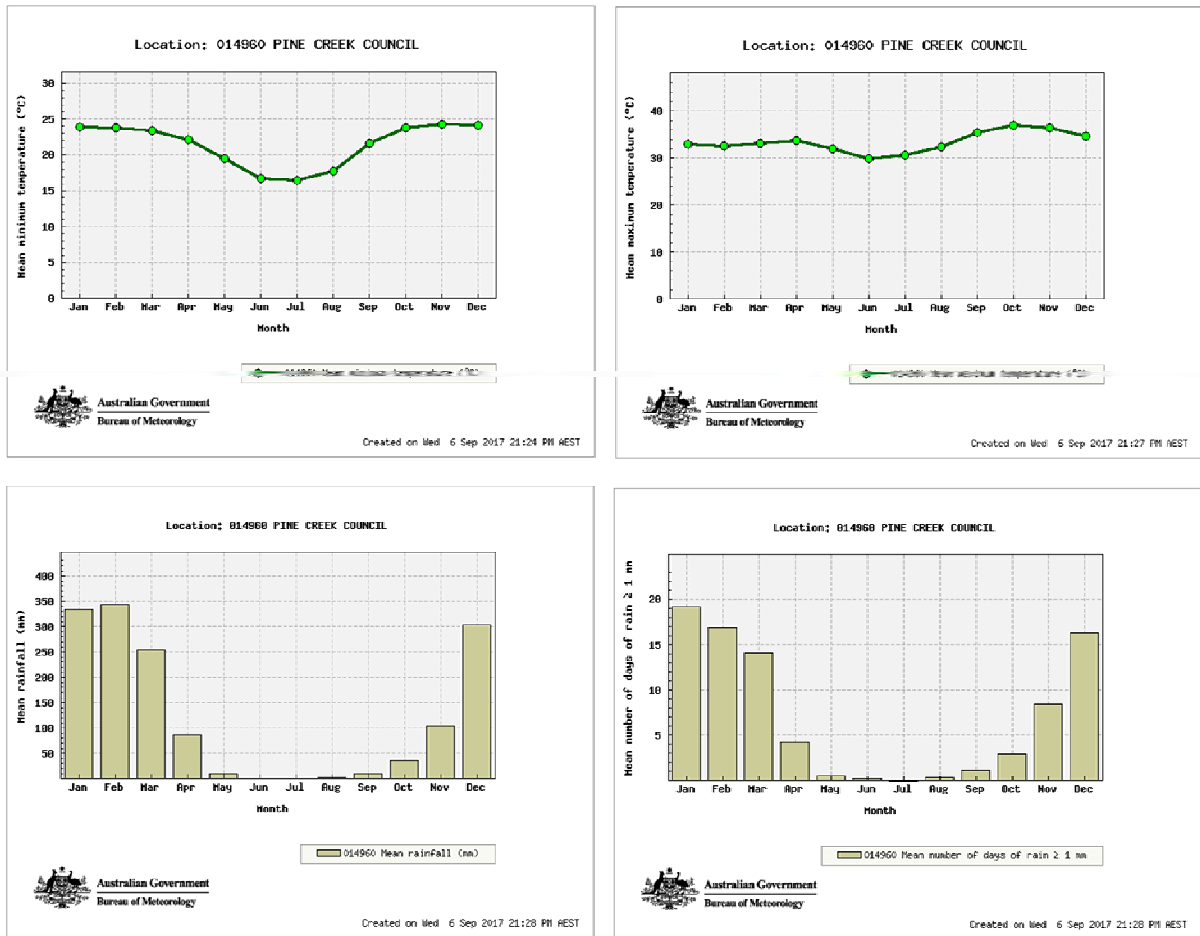 Location: 014960 PINE CREEK COUNCIL
Mean minimum temperature (°C)
30
25
20
15
10
5
0
Jan Feb Mar Apr May Jun Jul Aug Sep Oct Nov Dec
Month
Australian Government
Bureau of Meteorology
Created on Wed 6 Sep 2017 21:24 PM AEST
Location: 014960 PINE CREEK COUNCIL
Mean maximum temperature (°C)
40
30
20
10
0
Jan Feb Mar Apr May Jun Jul Aug Sep Oct Nov Dec
Month
Australian Government
Bureau of Meteorology
Created on Wed 6 Sep 2017 21:27 PM AEST
Location: 014960 PINE CREEK COUNCIL
Mean rainfall (mm)
400
350
300
250
200
150
100
50
Jan Feb Mar Apr May Jun Jul Aug Sep Oct Nov Dec
Month
014960 Mean rainfall (mm)
Australian Government
Bureau of Meteorology
Created on Wed 6 Sep 2017 21:28 PM AEST
Location: 014960 PINE CREEK COUNCIL
Mean number of days of rain ≥ 1 mm
20
15
10
5
Jan Feb Mar Apr May Jun Jul Aug Sep Oct Nov Dec
Month
014960 Mean number of days of rain ≥ 1 mm
Australian Government
Bureau of Meteorology
Created on Wed 6 Sep 2017 21:28 PM AEST